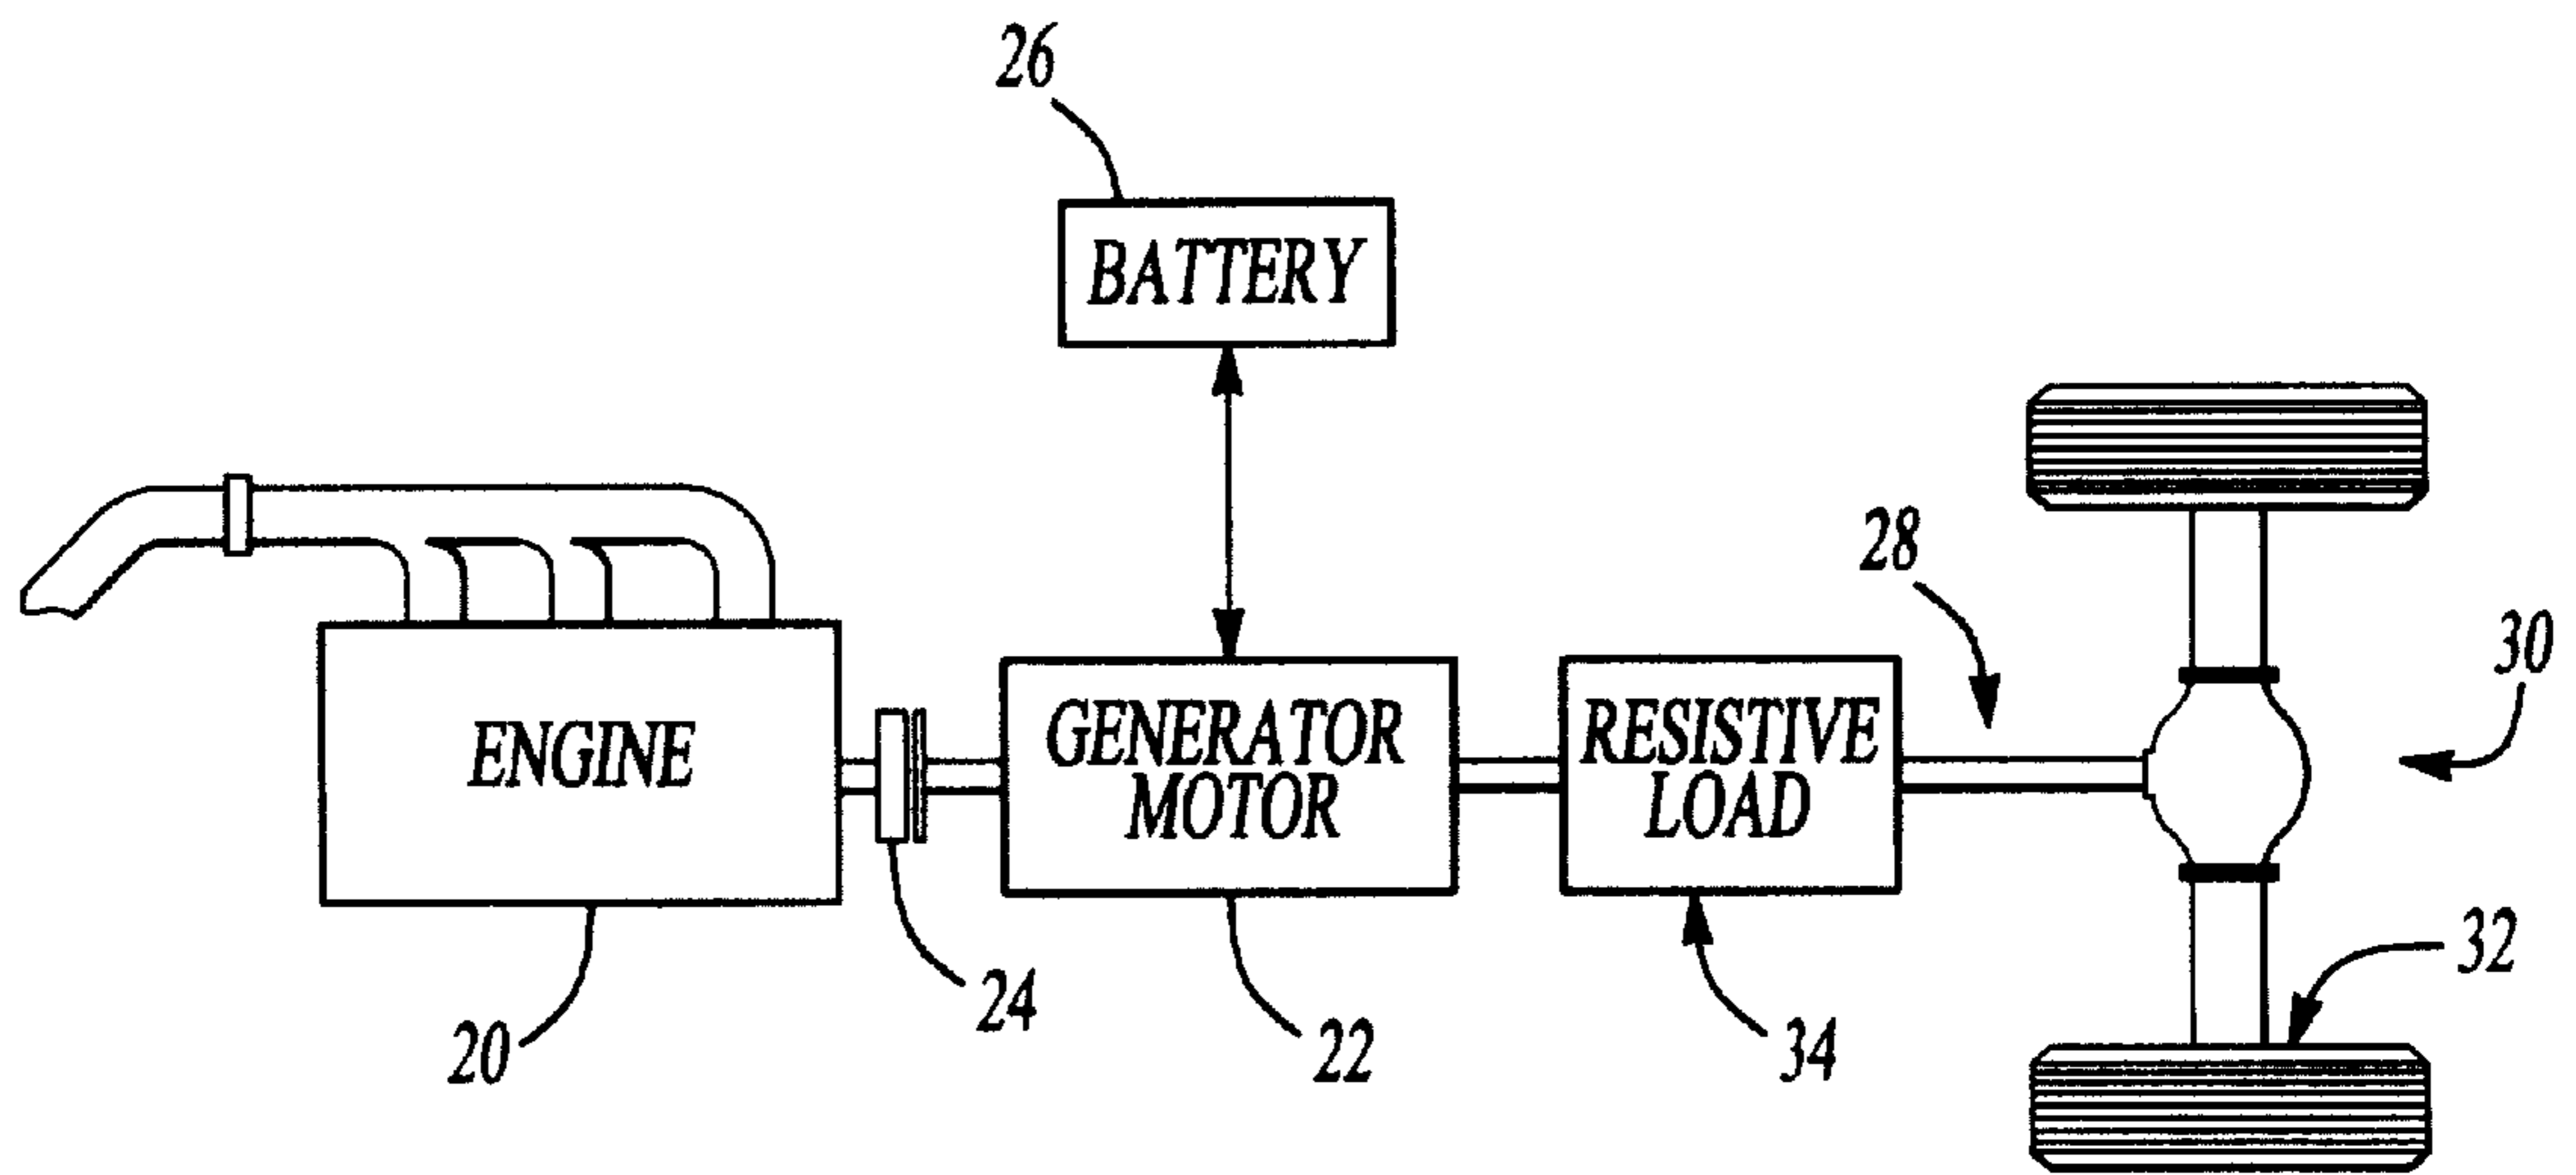 26
BATTERY
28
30
ENGINE
GENERATOR
MOTOR
RESISTIVE
LOAD
32
24
20
22
34